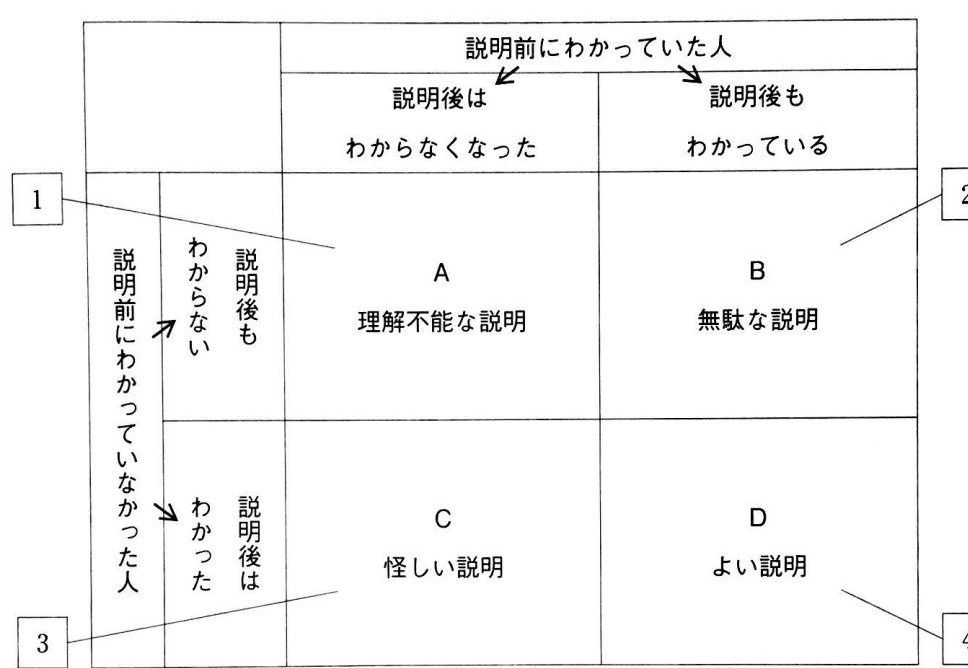 説明前にわかっていた人
説明後は
わからなくなった
説明後も
わかっている
1
2
説明前にわかっていなかった人
説明後も
わからない
A
理解不能な説明
B
無駄な説明
説明後は
わかった
C
怪しい説明
D
よい説明
3
4